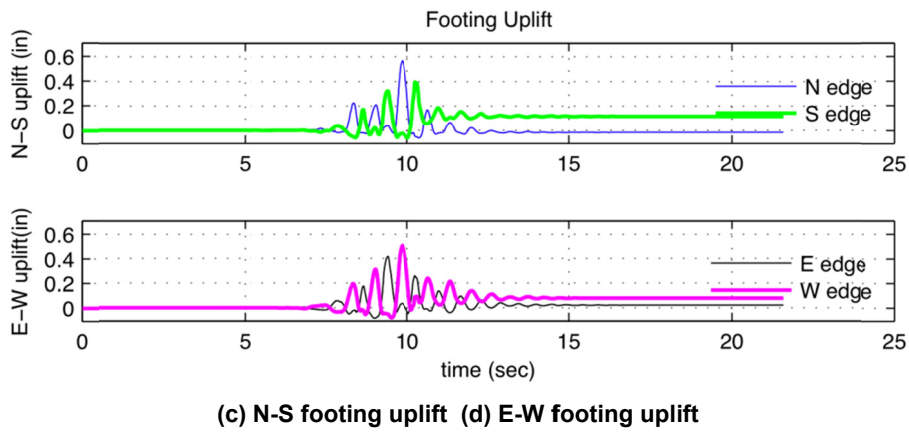 Footing Uplift
N–S uplift (in)
0.6
0.4
0.2
0
N edge
S edge
0 5 10 15 20 25
E–W uplift(in)
0.6
0.4
0.2
0
E edge
W edge
0 5 10 15 20 25
time (sec)
(c) N-S footing uplift (d) E-W footing uplift